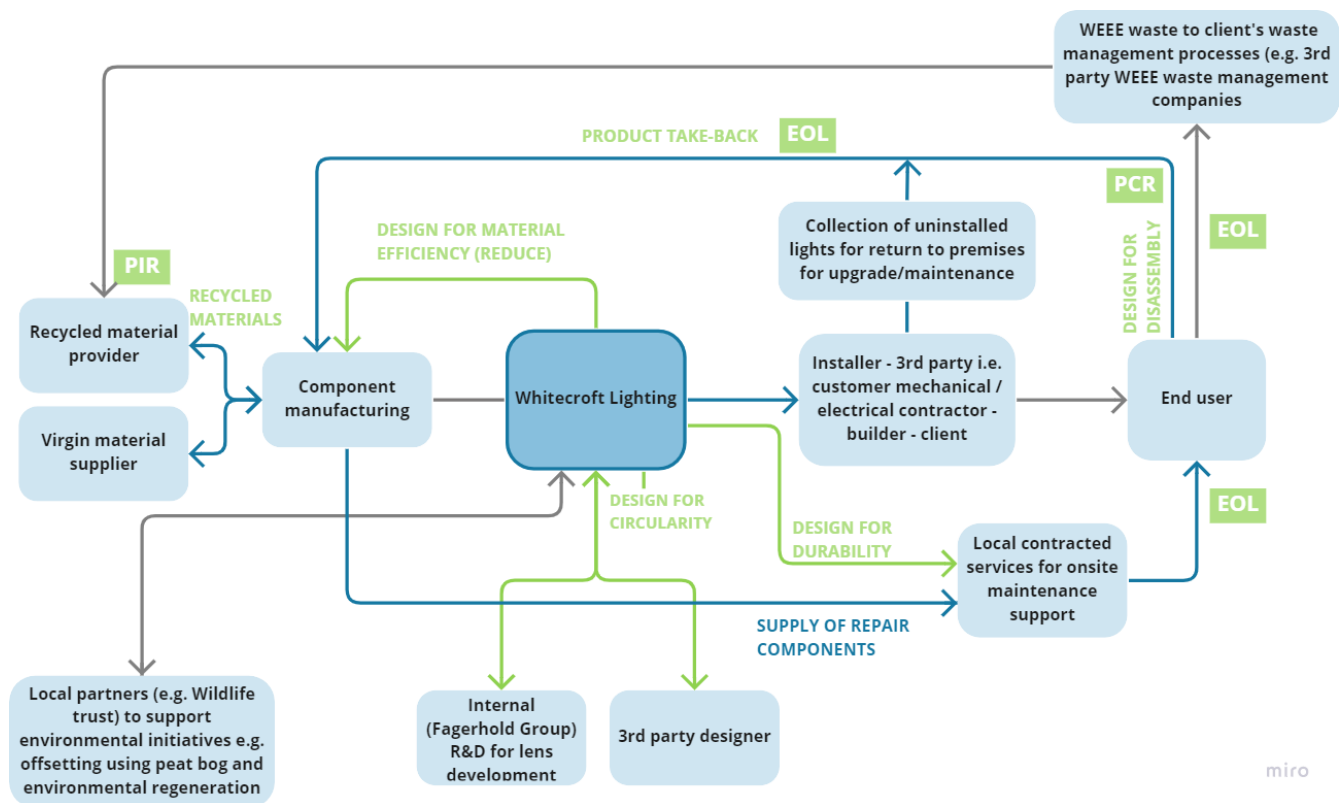 WEEE waste to client's waste
management processes (e.g. 3rd
party WEEE waste management
companies
PRODUCT TAKE-BACK
EOL
PCR
EOL
DESIGN FOR
DISASSEMBLY
Collection of uninstalled
lights for return to premises
for upgrade/maintenance
DESIGN FOR MATERIAL
EFFICIENCY (REDUCE)
PIR
RECYCLED
MATERIALS
Recycled material
provider
Virgin material
supplier
Component
manufacturing
Whitecroft Lighting
Installer - 3rd party i.e.
customer mechanical /
electrical contractor -
builder - client
End user
DESIGN FOR
CIRCULARITY
DESIGN FOR
DURABILITY
EOL
Local contracted
services for onsite
maintenance
support
SUPPLY OF REPAIR
COMPONENTS
Local partners (e.g. Wildlife
trust) to support
environmental initiatives e.g.
offsetting using peat bog and
environmental regeneration
Internal
(Fagerhold Group)
R&D for lens
development
3rd party designer
miro